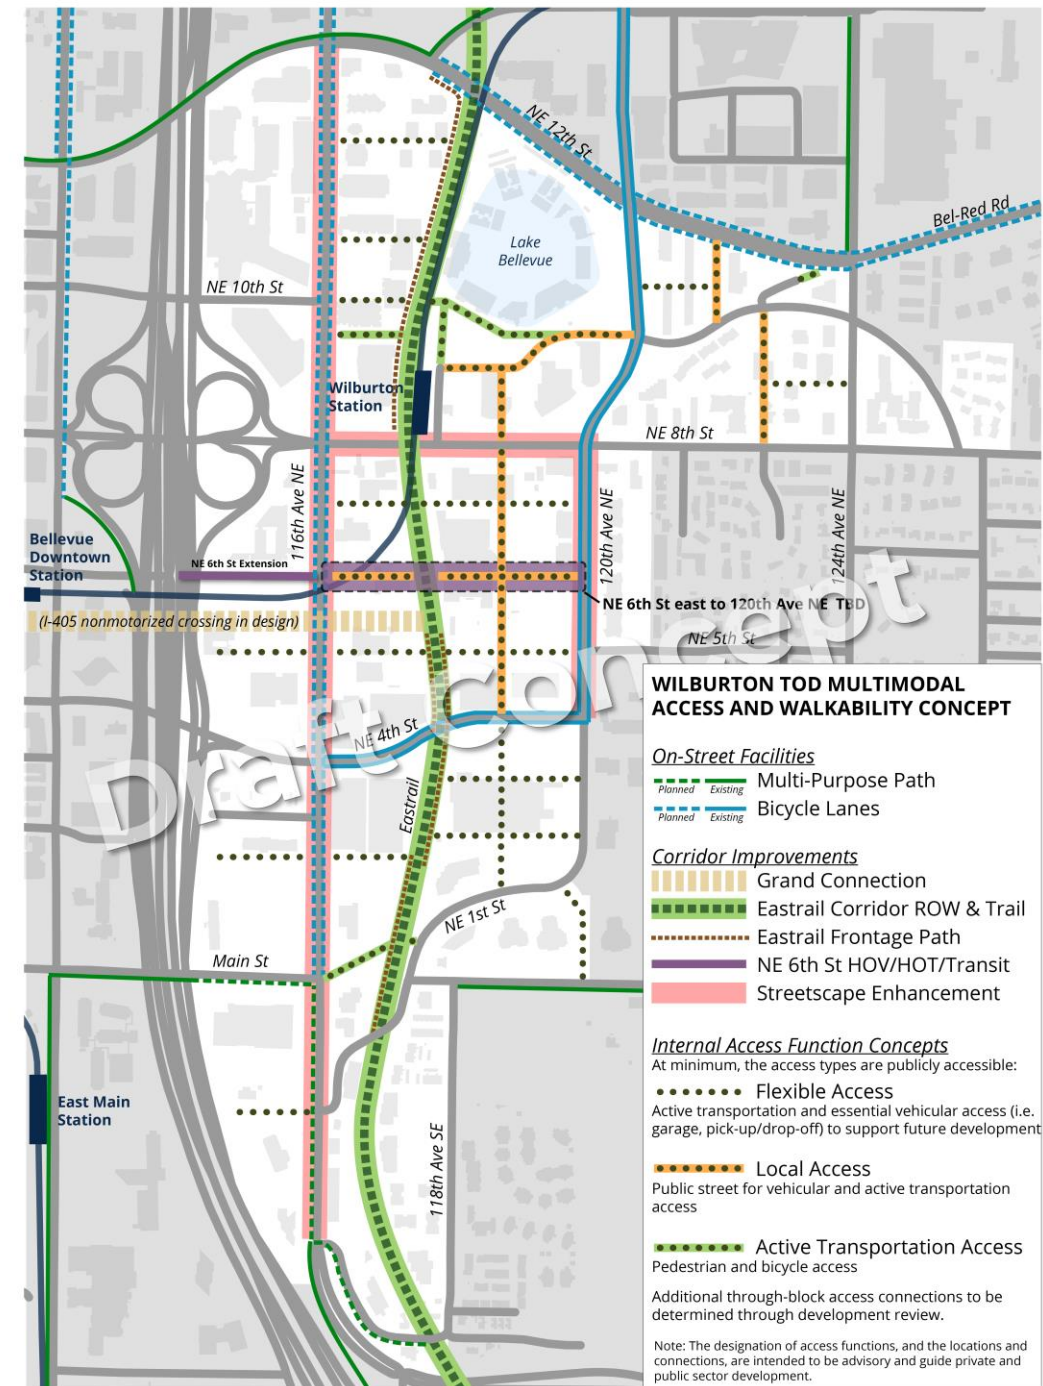 NE 12th St
Bel-Red Rd
Lake
Bellevue
NE 10th St
Wilburton
Station
NE 8th St
116th Ave NE
120th Ave NE
124th Ave NE
Bellevue
Downtown
Station
NE 6th St Extension
NE 6th St east to 120th Ave NE TBD
(I-405 nonmotorized crossing in design)
NE 5th St
Draft Concept
NE 4th St
Eastrail
NE 1st St
Main St
East Main
Station
118th Ave SE
WILBURTON TOD MULTIMODAL
ACCESS AND WALKABILITY CONCEPT
On-Street Facilities
Multi-Purpose Path
Planned Existing
Bicycle Lanes
Planned Existing
Corridor Improvements
Grand Connection
Eastrail Corridor ROW & Trail
Eastrail Frontage Path
NE 6th St HOV/HOT/Transit
Streetscape Enhancement
Internal Access Function Concepts
At minimum, the access types are publicly accessible:
Flexible Access
Active transportation and essential vehicular access (i.e.
garage, pick-up/drop-off) to support future development
Local Access
Public street for vehicular and active transportation
access
Active Transportation Access
Pedestrian and bicycle access
Additional through-block access connections to be
determined through development review.
Note: The designation of access functions, and the locations and
connections, are intended to be advisory and guide private and
public sector development.